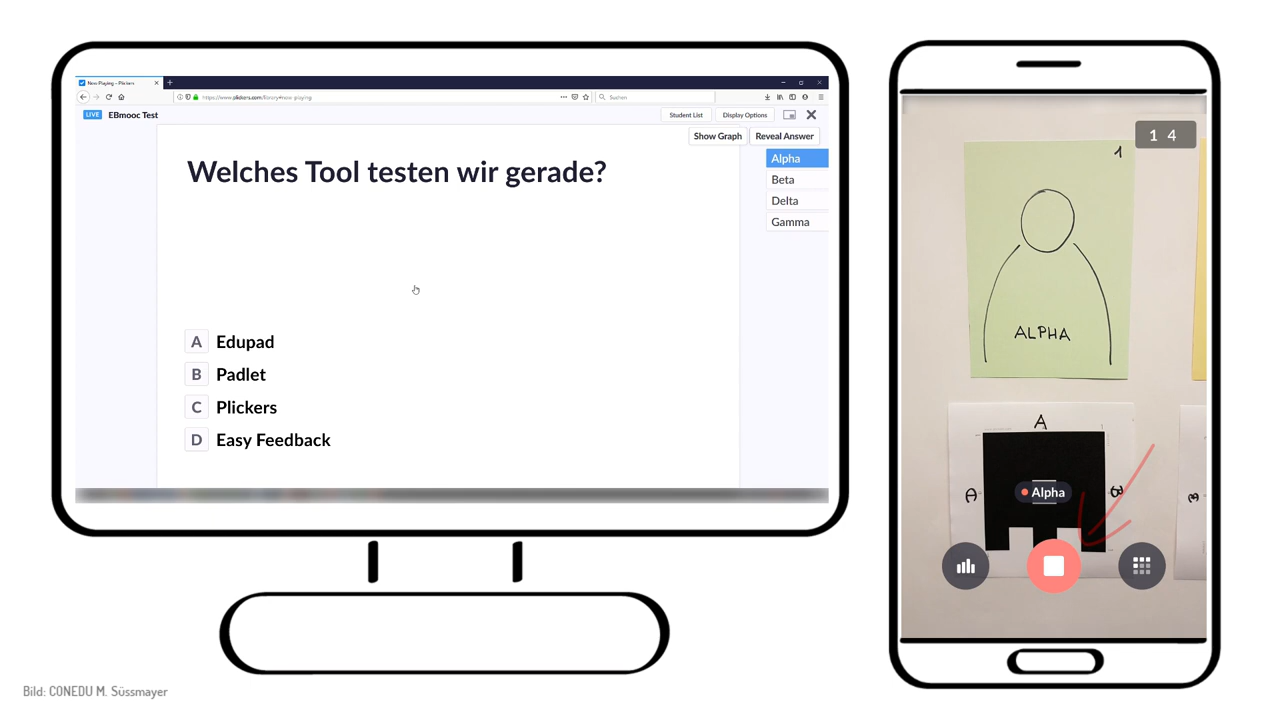 Now Playing - Plickers
https://www.plickers.com/library#now-playing
Suchen
LIVE EBmooc Test
Student List
Display Options
Show Graph
Reveal Answer
Welches Tool testen wir gerade?
Alpha
Beta
Delta
Gamma
A Edupad
B Padlet
C Plickers
D Easy Feedback
1 4
1
ALPHA
A
A
B
B
Alpha
Bild: CONEDU M. Süssmayer